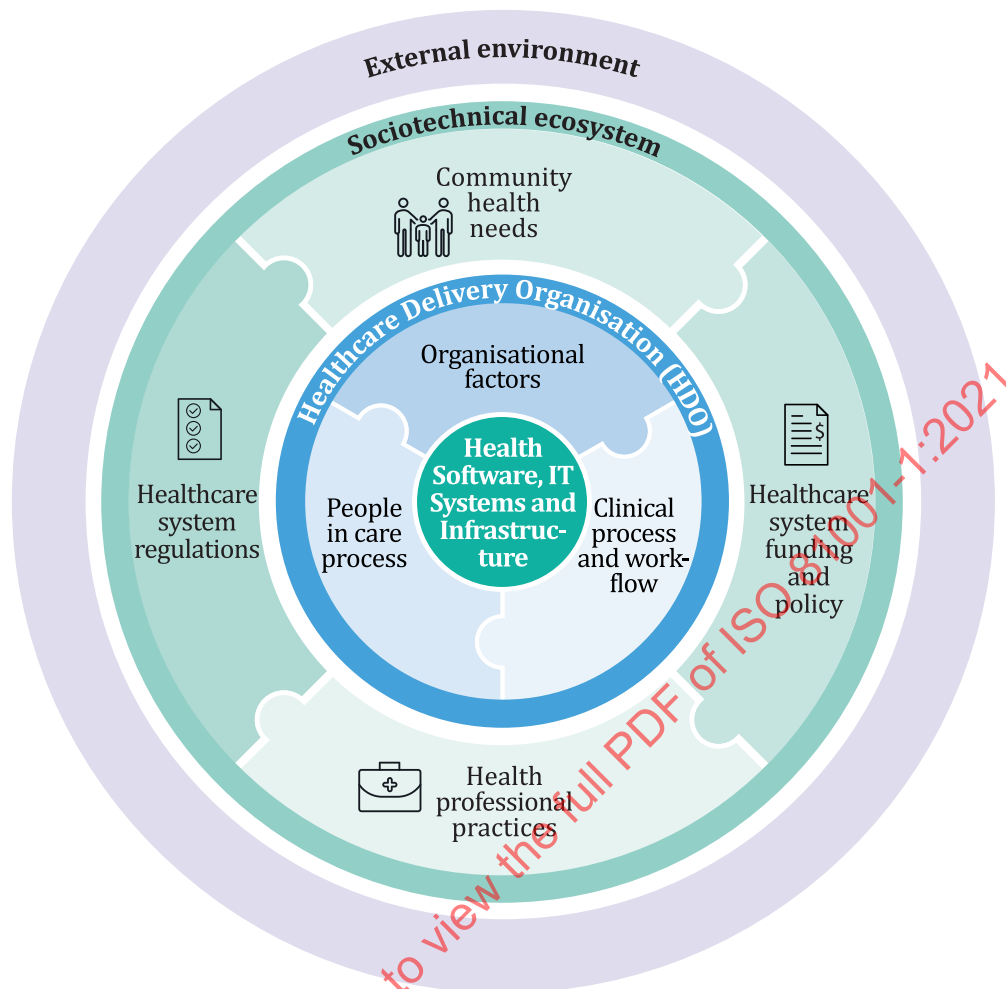 External environment
Sociotechnical ecosystem
Community
health
needs
Healthcare Delivery Organisation (HDO)
Organisational
factors
Health
Software, IT
Systems and
Infrastruc-
ture
People
in care
process
Clinical
process
and work-
flow
Healthcare
system
regulations
$
Healthcare
system
funding
and
policy
Health
professional
practices
to view the full PDF of ISO 81001-1:2021